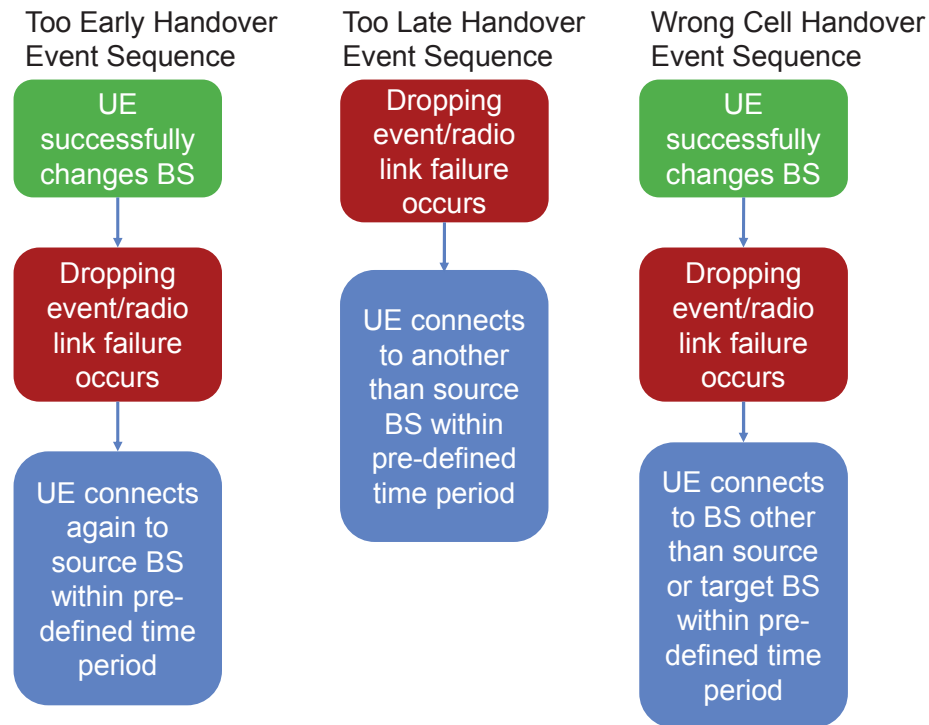 Too Early Handover
Event Sequence
UE
successfully
changes BS
Dropping
event/radio
link failure
occurs
UE connects
again to
source BS
within pre-
defined time
period
Too Late Handover
Event Sequence
Dropping
event/radio
link failure
occurs
UE connects
to another
than source
BS within
pre-defined
time period
Wrong Cell Handover
Event Sequence
UE
successfully
changes BS
Dropping
event/radio
link failure
occurs
UE connects
to BS other
than source
or target BS
within pre-
defined time
period